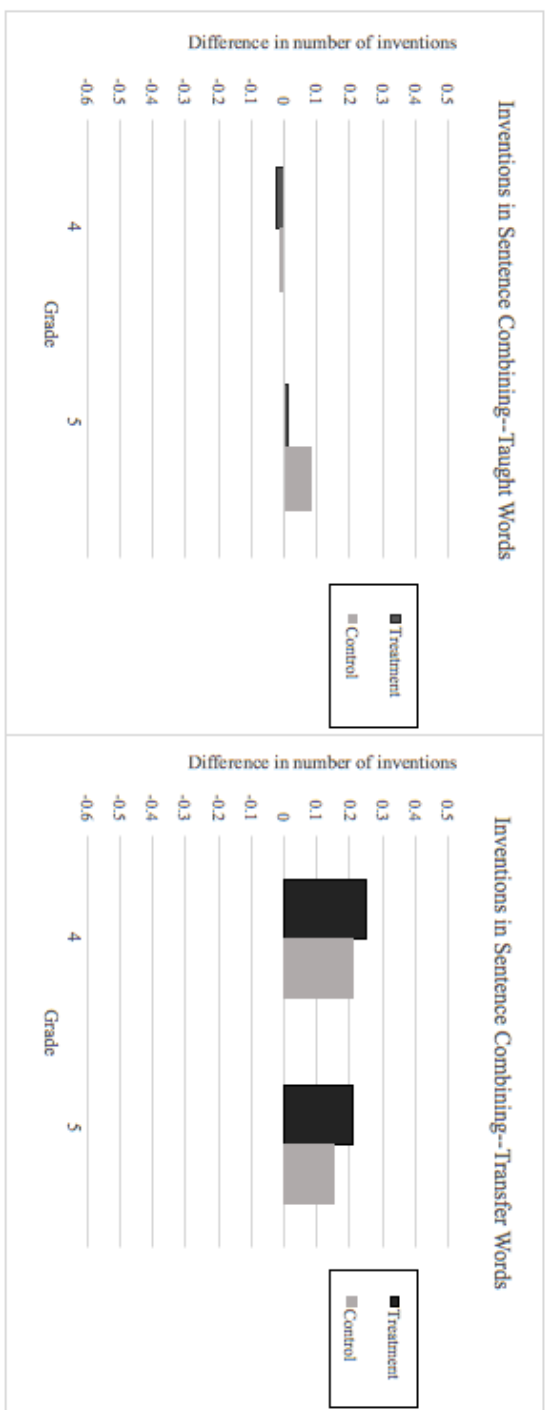 Inventions in Sentence Combining--Taught Words
Difference in number of inventions
0.5
0.4
0.3
0.2
0.1
0
-0.1
-0.2
-0.3
-0.4
-0.5
-0.6
4
5
Grade
Treatment
Control
Inventions in Sentence Combining--Transfer Words
Difference in number of inventions
0.5
0.4
0.3
0.2
0.1
0
-0.1
-0.2
-0.3
-0.4
-0.5
-0.6
4
5
Grade
Treatment
Control